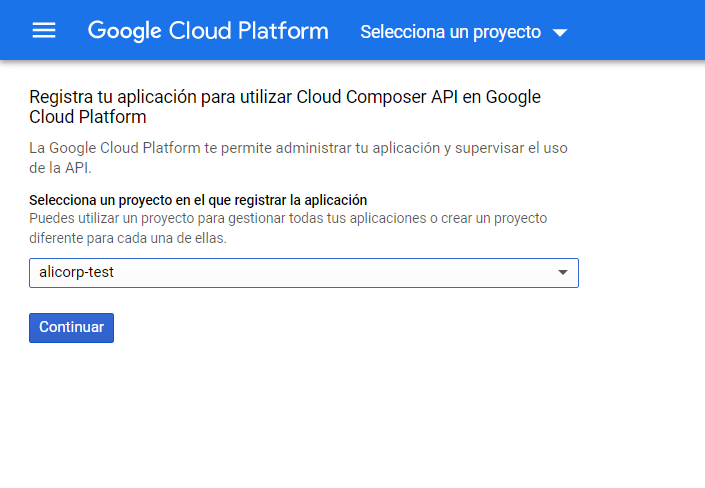 Google Cloud Platform Selecciona un proyecto
Registra tu aplicación para utilizar Cloud Composer API en Google
Cloud Platform
La Google Cloud Platform te permite administrar tu aplicación y supervisar el uso
de la API.
Selecciona un proyecto en el que registrar la aplicación
Puedes utilizar un proyecto para gestionar todas tus aplicaciones o crear un proyecto
diferente para cada una de ellas.
alicorp-test
Continuar